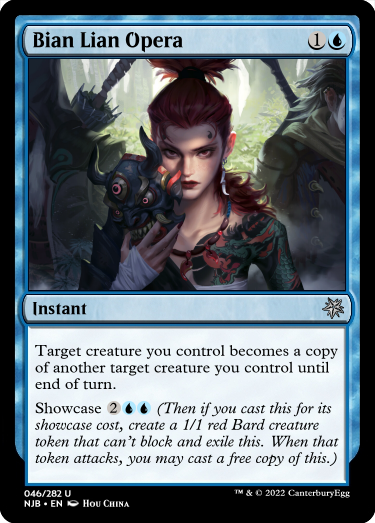 Bian Lian Opera 1
Instant
Target creature you control becomes a copy
of another target creature you control until
end of turn.
Showcase 2 (Then if you cast this for its
showcase cost, create a 1/1 red Bard creature
token that can't block and exile this. When that
token attacks, you may cast a free copy of this.)
046/282 U
NJB • EN Hou China
™ & © 2022 CanterburyEgg